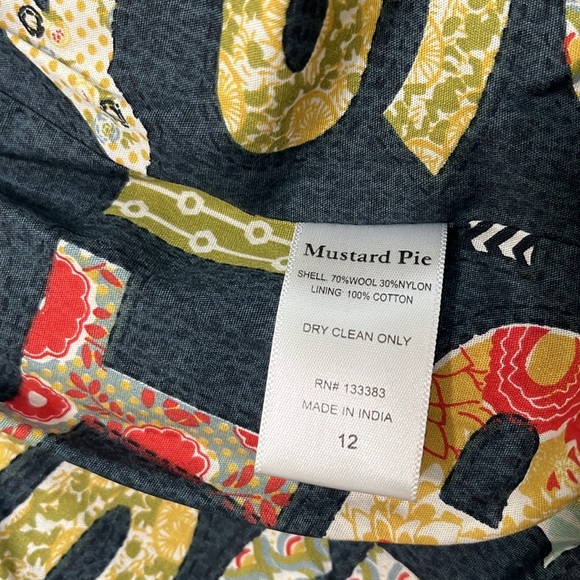 Mustard Pie
SHELL. 70%WOOL 30%NYLON
LINING 100% COTTON
DRY CLEAN ONLY
RN# 133383
MADE IN INDIA
12